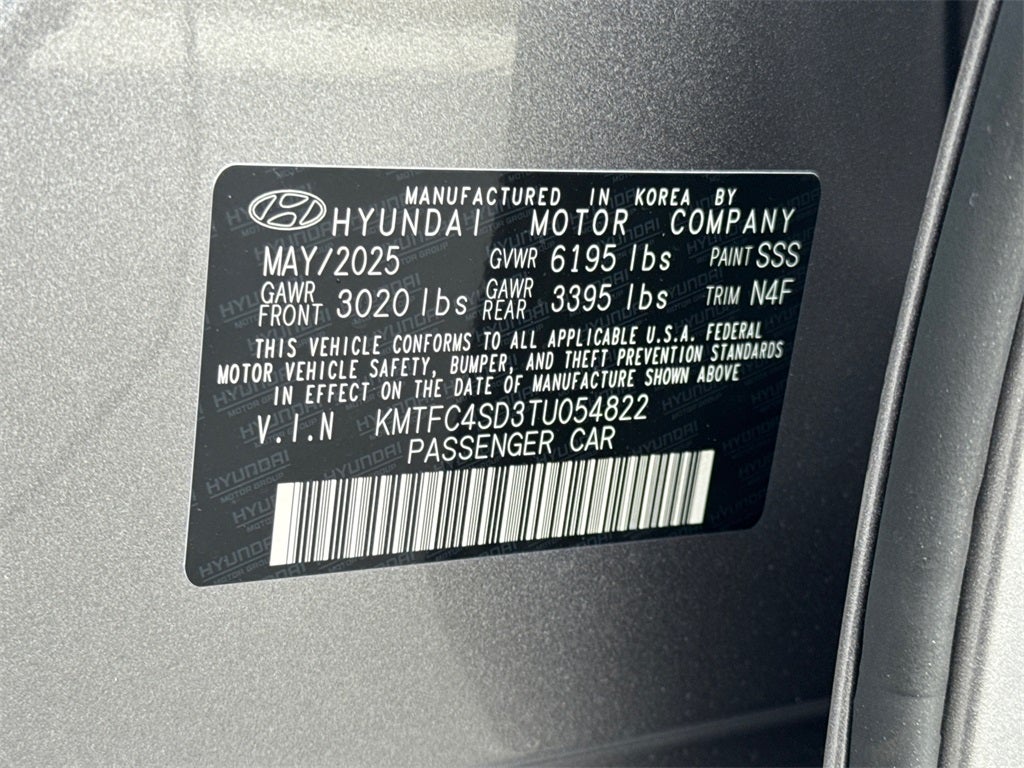 MANUFACTURED IN KOREA BY
HYUNDAI MOTOR COMPANY
MAY/2025 GVWR 6195 lbs PAINT SSS
GAWR FRONT 3020 lbs GAWR REAR 3395 lbs TRIM N4F
THIS VEHICLE CONFORMS TO ALL APPLICABLE U.S.A. FEDERAL
MOTOR VEHICLE SAFETY, BUMPER, AND THEFT PREVENTION STANDARDS
IN EFFECT ON THE DATE OF MANUFACTURE SHOWN ABOVE
V.I.N KMTFC4SD3TU054822
PASSENGER CAR